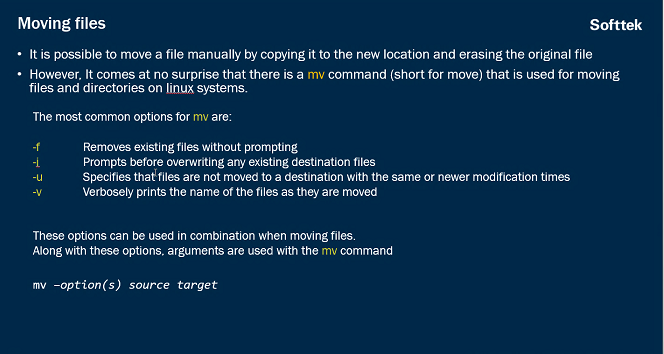 Moving files
Softtek
• It is possible to move a file manually by copying it to the new location and erasing the original file
• However, It comes at no surprise that there is a mv command (short for move) that is used for moving
files and directories on linux systems.
The most common options for mv are:
-f Removes existing files without prompting
-i Prompts before overwriting any existing destination files
-u Specifies that files are not moved to a destination with the same or newer modification times
-v Verbosely prints the name of the files as they are moved
These options can be used in combination when moving files.
Along with these options, arguments are used with the mv command
mv –option(s) source target